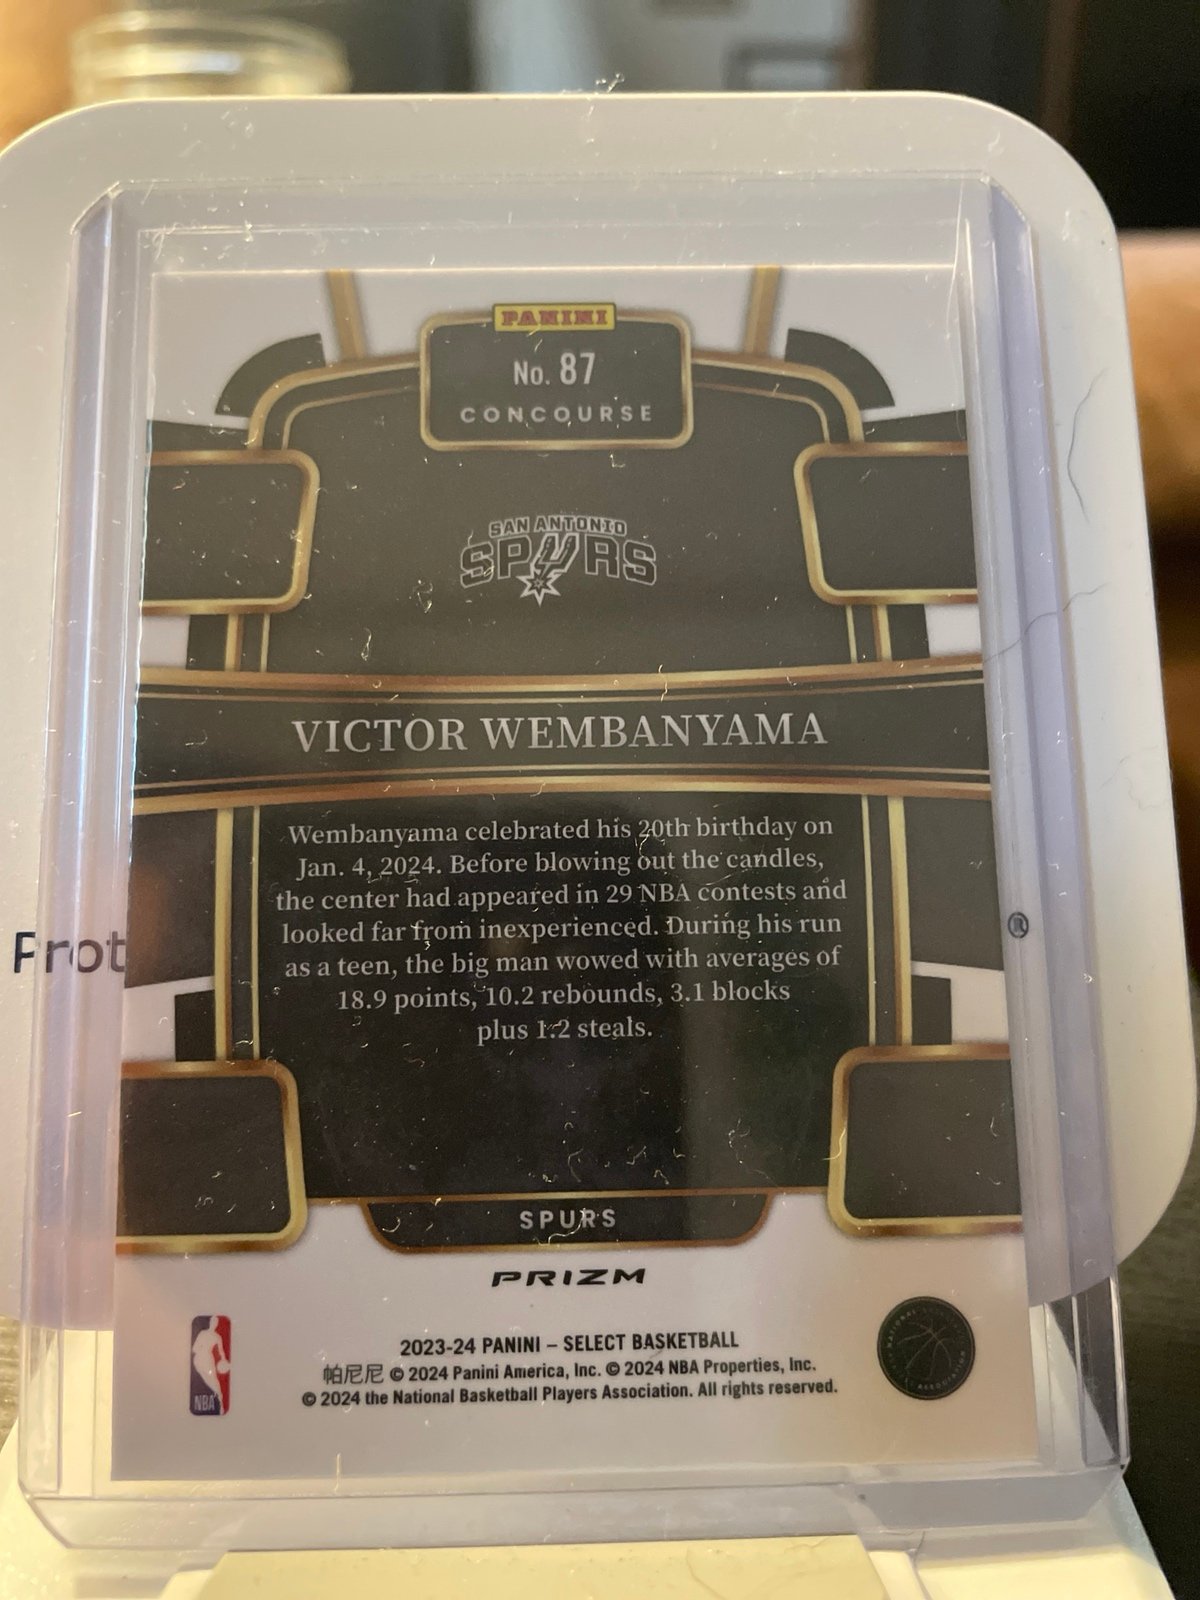 PANINI
No. 87
CONCOURSE
SAN ANTONIO
SPURS
VICTOR WEMBANYAMA
Wembanyama celebrated his 20th birthday on
Jan. 4, 2024. Before blowing out the candles,
the center had appeared in 29 NBA contests and
looked far from inexperienced. During his run
as a teen, the big man wowed with averages of
18.9 points, 10.2 rebounds, 3.1 blocks
plus 1.2 steals.
Prot
®
SPURS
PRIZM
2023-24 PANINI – SELECT BASKETBALL
帕尼尼 © 2024 Panini America, Inc. © 2024 NBA Properties, Inc.
© 2024 the National Basketball Players Association. All rights reserved.
NBA